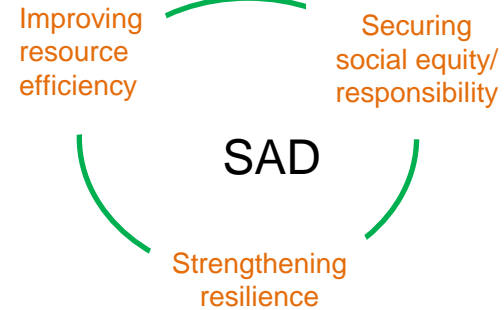 Improving
resource
efficiency
Securing
social equity/
responsibility
SAD
Strengthening
resilience